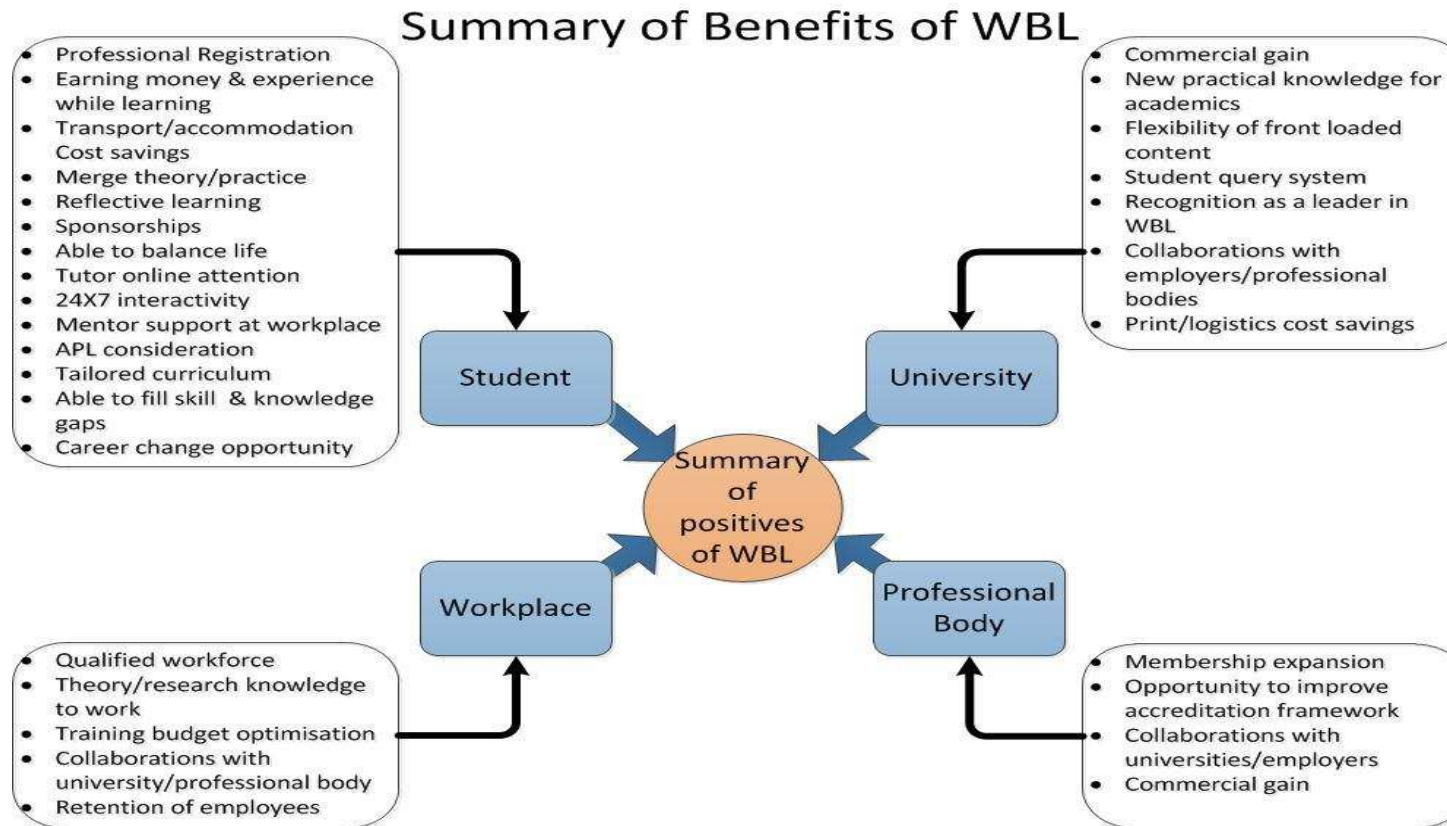 Summary of Benefits of WBL
• Professional Registration
• Earning money & experience
while learning
• Transport/accommodation
Cost savings
• Merge theory/practice
• Reflective learning
• Sponsorships
• Able to balance life
• Tutor online attention
• 24X7 interactivity
• Mentor support at workplace
• APL consideration
• Tailored curriculum
• Able to fill skill & knowledge
gaps
• Career change opportunity
• Commercial gain
• New practical knowledge for
academics
• Flexibility of front loaded
content
• Student query system
• Recognition as a leader in
WBL
• Collaborations with
employers/professional
bodies
• Print/logistics cost savings
Student
University
Summary
of
positives
of WBL
Workplace
Professional
Body
• Qualified workforce
• Theory/research knowledge
to work
• Training budget optimisation
• Collaborations with
university/professional body
• Retention of employees
• Membership expansion
• Opportunity to improve
accreditation framework
• Collaborations with
universities/employers
• Commercial gain